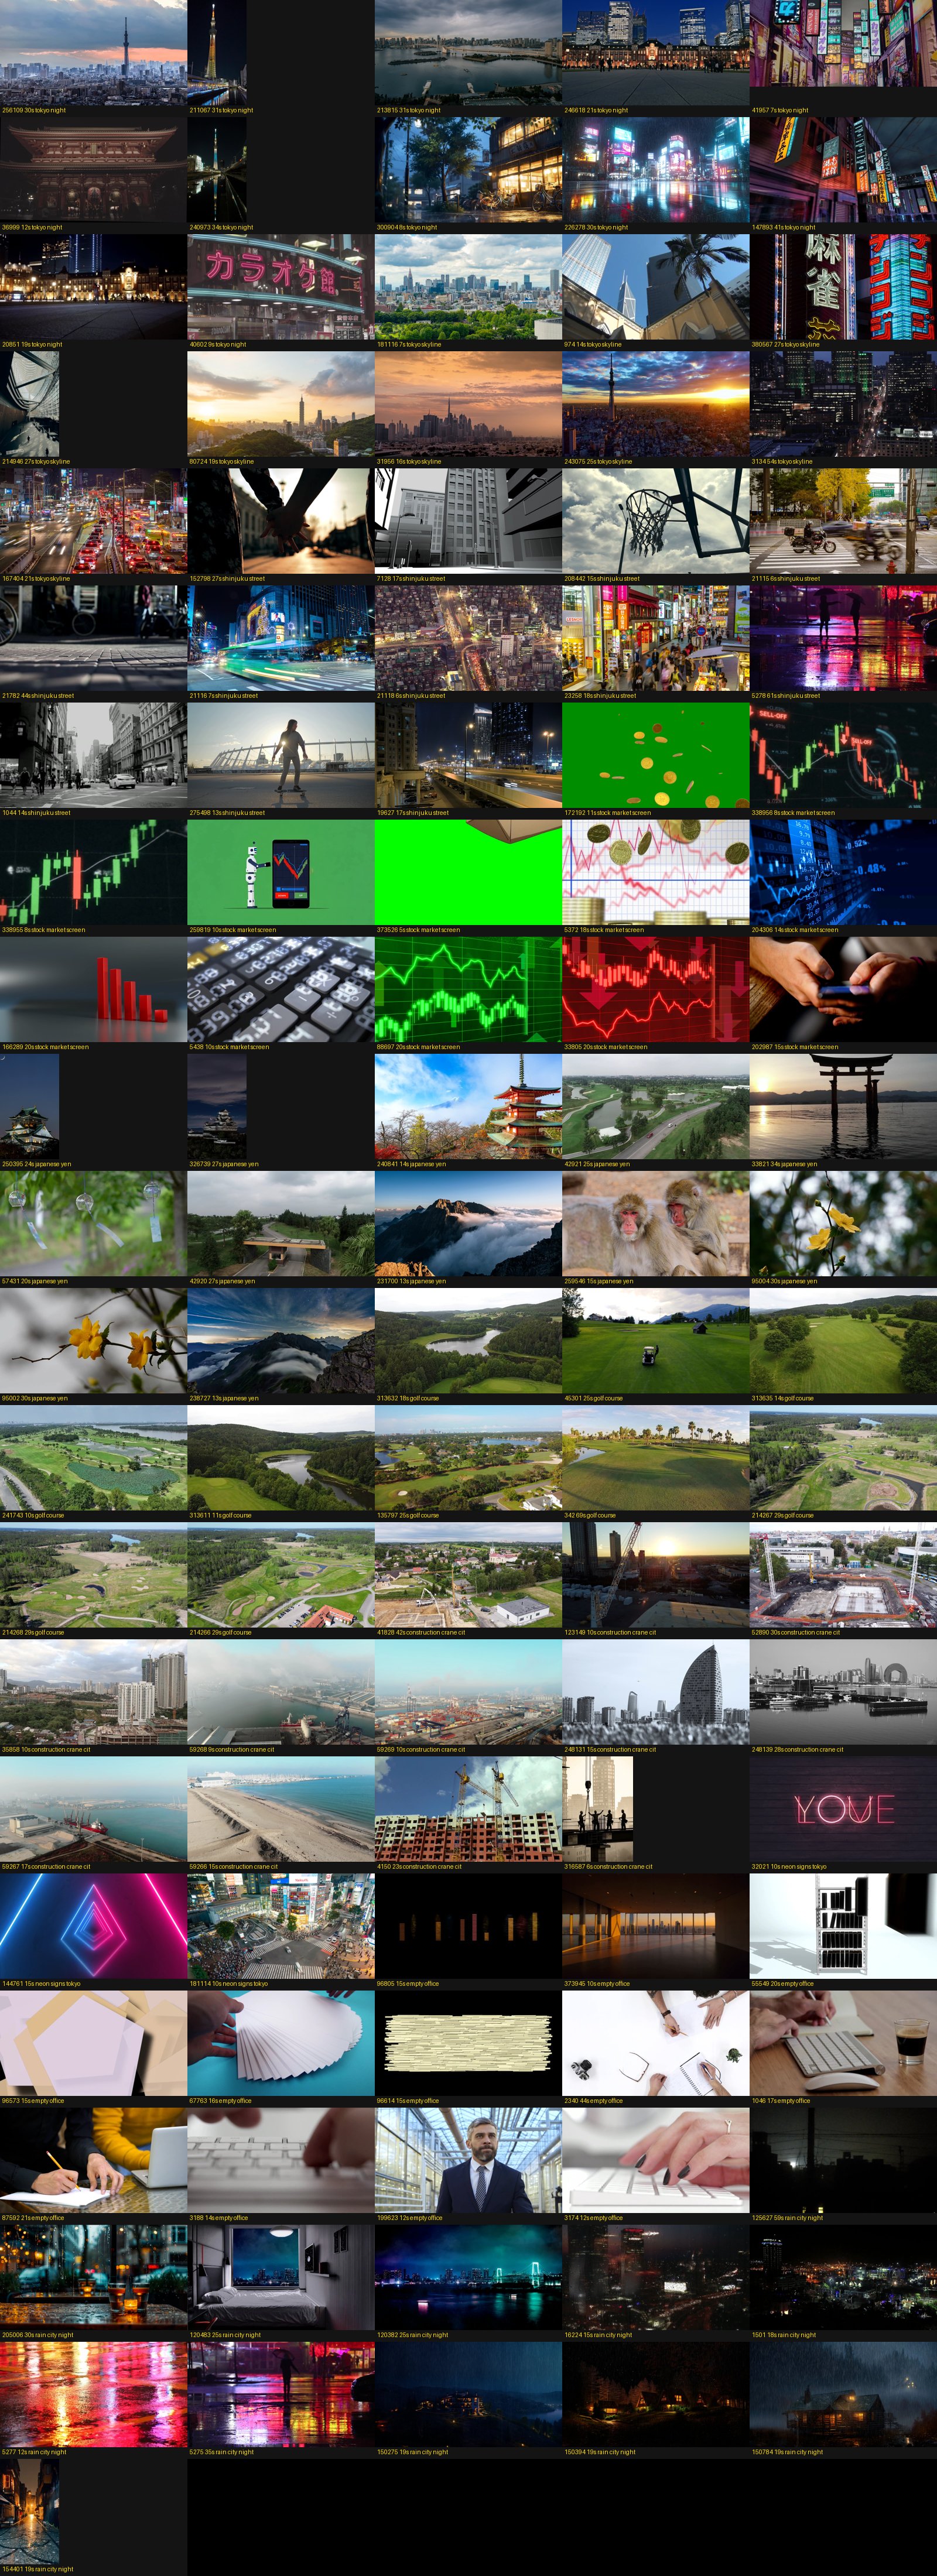 256109 30s tokyo night
211067 31s tokyo night
213815 31s tokyo night
246618 21s tokyo night
41957 7s tokyo night
36999 12s tokyo night
240973 34s tokyo night
300904 8s tokyo night
226278 30s tokyo night
147893 41s tokyo night
カラオケ館
麻雀
20851 19s tokyo night
40602 9s tokyo night
181116 7s tokyo skyline
974 14s tokyo skyline
380567 27s tokyo skyline
214946 27s tokyo skyline
80724 19s tokyo skyline
31966 16s tokyo skyline
243075 25s tokyo skyline
3134 54s tokyo skyline
167404 21s tokyo skyline
152798 27s shinjuku street
7128 17s shinjuku street
208442 15s shinjuku street
21115 6s shinjuku street
21782 44s shinjuku street
21116 7s shinjuku street
21118 6s shinjuku street
23258 18s shinjuku street
5278 61s shinjuku street
SELL-OFF
1044 14s shinjuku street
275498 13s shinjuku street
19627 17s shinjuku street
172192 11s stock market screen
338956 8s stock market screen
338955 8s stock market screen
259819 10s stock market screen
373526 5s stock market screen
5372 18s stock market screen
204306 14s stock market screen
166289 20s stock market screen
5438 10s stock market screen
88697 20s stock market screen
33805 20s stock market screen
202987 15s stock market screen
250395 24s japanese yen
326739 27s japanese yen
240841 14s japanese yen
42921 25s japanese yen
33821 34s japanese yen
57431 20s japanese yen
42920 27s japanese yen
231700 13s japanese yen
259546 15s japanese yen
95004 30s japanese yen
95002 30s japanese yen
238727 13s japanese yen
313632 18s golf course
45301 25s golf course
313635 14s golf course
241743 10s golf course
313611 11s golf course
135797 25s golf course
342 69s golf course
214267 29s golf course
214268 29s golf course
214266 29s golf course
41828 42s construction crane cit
123149 10s construction crane cit
52890 30s construction crane cit
35858 10s construction crane cit
59268 9s construction crane cit
59269 10s construction crane cit
248131 15s construction crane cit
248139 28s construction crane cit
59267 17s construction crane cit
59266 15s construction crane cit
4150 23s construction crane cit
316587 6s construction crane cit
32021 10s neon signs tokyo
144761 15s neon signs tokyo
181114 10s neon signs tokyo
96805 15s empty office
373945 10s empty office
55549 20s empty office
96573 15s empty office
67763 16s empty office
96614 15s empty office
2340 44s empty office
1046 17s empty office
87592 21s empty office
3188 14s empty office
199623 12s empty office
3174 12s empty office
125627 59s rain city night
205006 30s rain city night
120483 25s rain city night
120382 25s rain city night
16224 15s rain city night
1501 18s rain city night
5277 12s rain city night
5275 35s rain city night
150275 19s rain city night
150394 19s rain city night
150784 19s rain city night
154401 19s rain city night